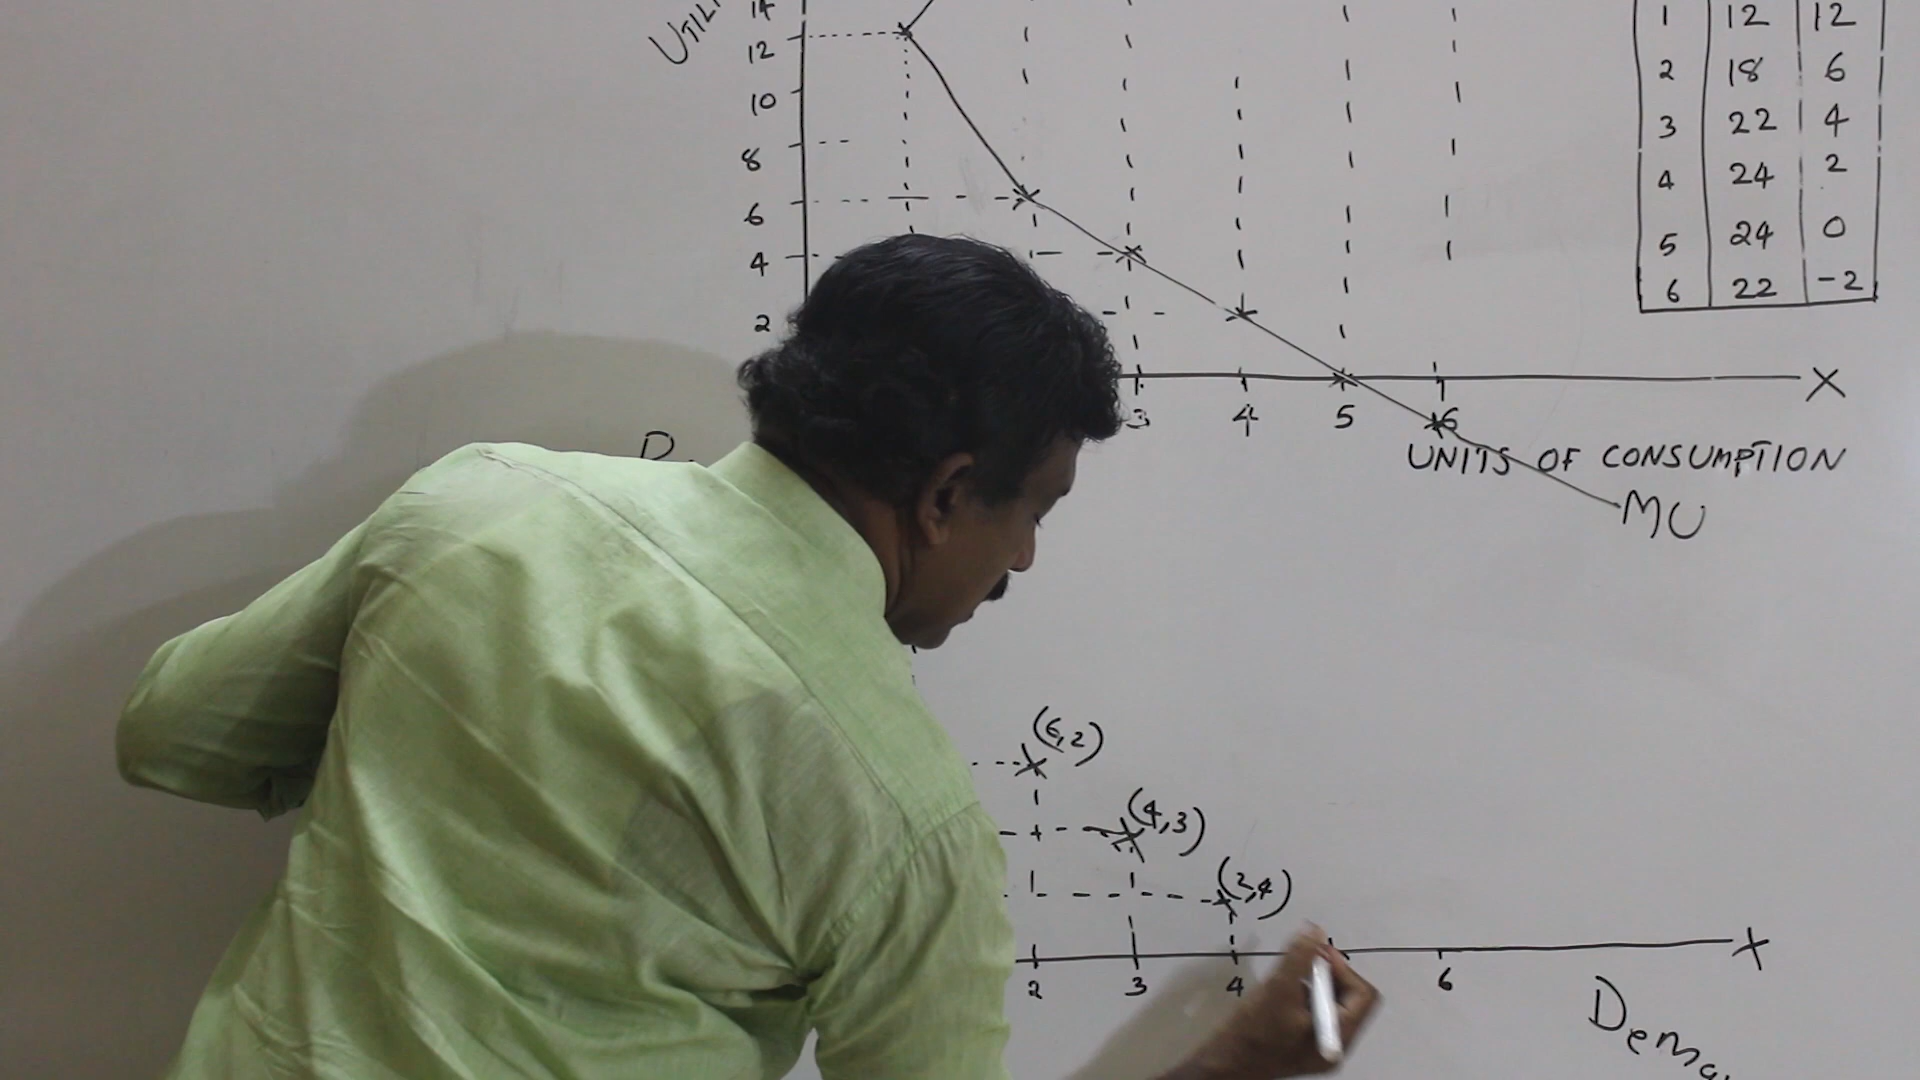 UTILI
14
12
10
8
6
4
2
1 12 12
2 18 6
3 22 4
4 24 2
5 24 0
6 22 -2
X
3 4 5 6
UNITS OF CONSUMPTION
MU
(6,2)
(4,3)
(2,4)
X
2 3 4 6
Dema